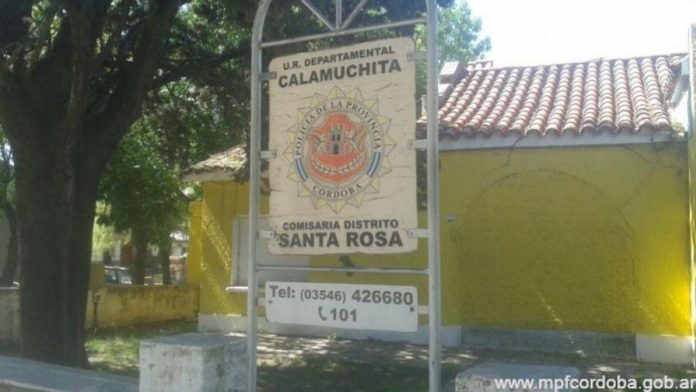 U.R. DEPARTAMENTAL
CALAMUCHITA
POLICIA DE LA PROVINCIA
CORDOBA
COMISARIA DISTRITO
SANTA ROSA
Tel: (03546) 426680
101
www.mpfcordoba.gob.ar